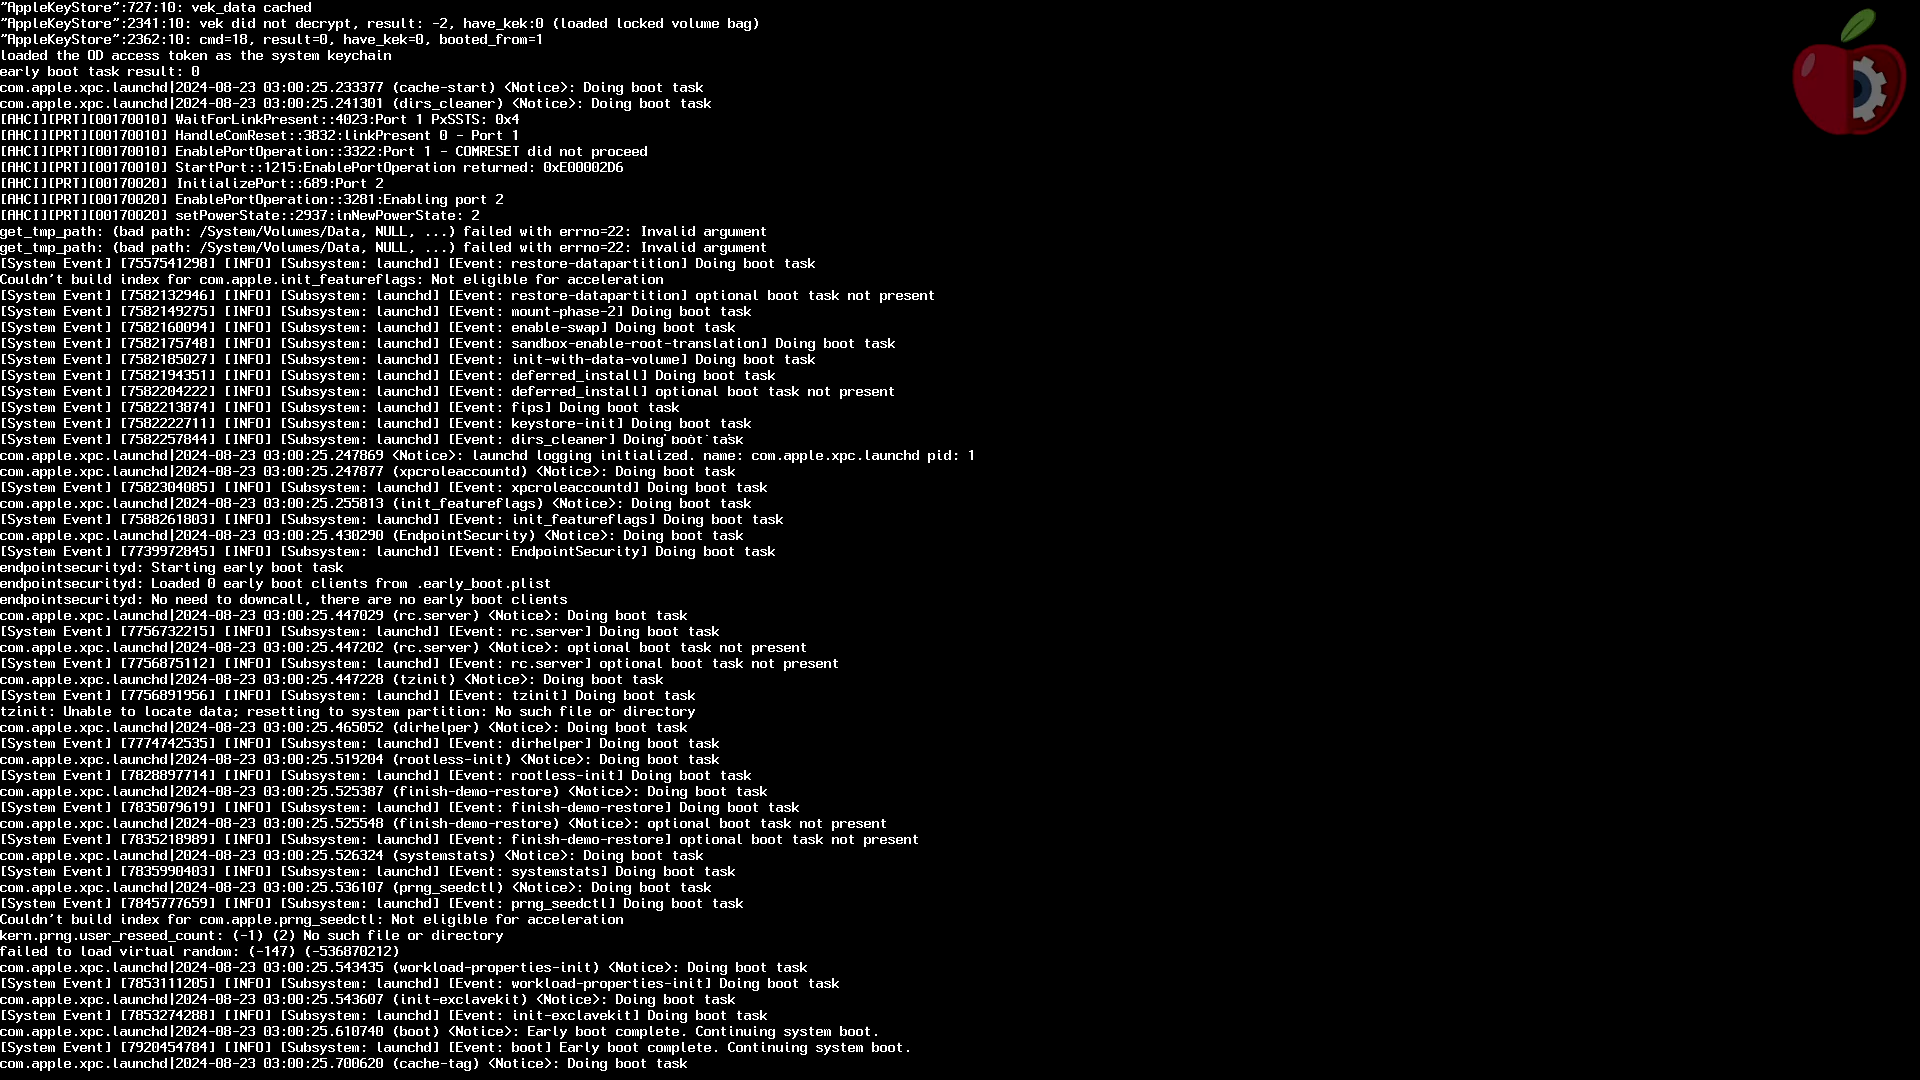 "AppleKeyStore":727:10: vek_data cached
"AppleKeyStore":2341:10: vek did not decrypt, result: -2, have_kek:0 (loaded locked volume bag)
"AppleKeyStore":2362:10: cmd=18, result=0, have_kek=0, booted_from=1
loaded the OD access token as the system keychain
early boot task result: 0
com.apple.xpc.launchd|2024-08-23 03:00:25.233377 (cache-start) <Notice>: Doing boot task
com.apple.xpc.launchd|2024-08-23 03:00:25.241301 (dirs_cleaner) <Notice>: Doing boot task
[AHCI][PRT][00170010] WaitForLinkPresent::4023:Port 1 PxSSTS: 0x4
[AHCI][PRT][00170010] HandleComReset::3832:linkPresent 0 - Port 1
[AHCI][PRT][00170010] EnablePortOperation::3322:Port 1 - COMRESET did not proceed
[AHCI][PRT][00170010] StartPort::1215:EnablePortOperation returned: 0xE00002D6
[AHCI][PRT][00170020] InitializePort::689:Port 2
[AHCI][PRT][00170020] EnablePortOperation::3281:Enabling port 2
[AHCI][PRT][00170020] setPowerState::2937:inNewPowerState: 2
get_tmp_path: (bad path: /System/Volumes/Data, NULL, ...) failed with errno=22: Invalid argument
get_tmp_path: (bad path: /System/Volumes/Data, NULL, ...) failed with errno=22: Invalid argument
[System Event] [7557541298] [INFO] [Subsystem: launchd] [Event: restore-datapartition] Doing boot task
Couldn't build index for com.apple.init_featureflags: Not eligible for acceleration
[System Event] [7582132946] [INFO] [Subsystem: launchd] [Event: restore-datapartition] optional boot task not present
[System Event] [7582149275] [INFO] [Subsystem: launchd] [Event: mount-phase-2] Doing boot task
[System Event] [7582160094] [INFO] [Subsystem: launchd] [Event: enable-swap] Doing boot task
[System Event] [7582175748] [INFO] [Subsystem: launchd] [Event: sandbox-enable-root-translation] Doing boot task
[System Event] [7582185027] [INFO] [Subsystem: launchd] [Event: init-with-data-volume] Doing boot task
[System Event] [7582194351] [INFO] [Subsystem: launchd] [Event: deferred_install] Doing boot task
[System Event] [7582204222] [INFO] [Subsystem: launchd] [Event: deferred_install] optional boot task not present
[System Event] [7582213874] [INFO] [Subsystem: launchd] [Event: fips] Doing boot task
[System Event] [7582222711] [INFO] [Subsystem: launchd] [Event: keystore-init] Doing boot task
[System Event] [7582257844] [INFO] [Subsystem: launchd] [Event: dirs_cleaner] Doing boot task
com.apple.xpc.launchd|2024-08-23 03:00:25.247869 <Notice>: launchd logging initialized. name: com.apple.xpc.launchd pid: 1
com.apple.xpc.launchd|2024-08-23 03:00:25.247877 (xpcroleaccountd) <Notice>: Doing boot task
[System Event] [7582304085] [INFO] [Subsystem: launchd] [Event: xpcroleaccountd] Doing boot task
com.apple.xpc.launchd|2024-08-23 03:00:25.255813 (init_featureflags) <Notice>: Doing boot task
[System Event] [7588261803] [INFO] [Subsystem: launchd] [Event: init_featureflags] Doing boot task
com.apple.xpc.launchd|2024-08-23 03:00:25.430290 (EndpointSecurity) <Notice>: Doing boot task
[System Event] [7739972845] [INFO] [Subsystem: launchd] [Event: EndpointSecurity] Doing boot task
endpointsecurityd: Starting early boot task
endpointsecurityd: Loaded 0 early boot clients from .early_boot.plist
endpointsecurityd: No need to downcall, there are no early boot clients
com.apple.xpc.launchd|2024-08-23 03:00:25.447029 (rc.server) <Notice>: Doing boot task
[System Event] [7756732215] [INFO] [Subsystem: launchd] [Event: rc.server] Doing boot task
com.apple.xpc.launchd|2024-08-23 03:00:25.447202 (rc.server) <Notice>: optional boot task not present
[System Event] [7756875112] [INFO] [Subsystem: launchd] [Event: rc.server] optional boot task not present
com.apple.xpc.launchd|2024-08-23 03:00:25.447228 (tzinit) <Notice>: Doing boot task
[System Event] [7756891956] [INFO] [Subsystem: launchd] [Event: tzinit] Doing boot task
tzinit: Unable to locate data; resetting to system partition: No such file or directory
com.apple.xpc.launchd|2024-08-23 03:00:25.465052 (dirhelper) <Notice>: Doing boot task
[System Event] [7774742535] [INFO] [Subsystem: launchd] [Event: dirhelper] Doing boot task
com.apple.xpc.launchd|2024-08-23 03:00:25.519204 (rootless-init) <Notice>: Doing boot task
[System Event] [7828897714] [INFO] [Subsystem: launchd] [Event: rootless-init] Doing boot task
com.apple.xpc.launchd|2024-08-23 03:00:25.525387 (finish-demo-restore) <Notice>: Doing boot task
[System Event] [7835079619] [INFO] [Subsystem: launchd] [Event: finish-demo-restore] Doing boot task
com.apple.xpc.launchd|2024-08-23 03:00:25.525548 (finish-demo-restore) <Notice>: optional boot task not present
[System Event] [7835218989] [INFO] [Subsystem: launchd] [Event: finish-demo-restore] optional boot task not present
com.apple.xpc.launchd|2024-08-23 03:00:25.526324 (systemstats) <Notice>: Doing boot task
[System Event] [7835990403] [INFO] [Subsystem: launchd] [Event: systemstats] Doing boot task
com.apple.xpc.launchd|2024-08-23 03:00:25.536107 (prng_seedctl) <Notice>: Doing boot task
[System Event] [7845777659] [INFO] [Subsystem: launchd] [Event: prng_seedctl] Doing boot task
Couldn't build index for com.apple.prng_seedctl: Not eligible for acceleration
kern.prng.user_reseed_count: (-1) (2) No such file or directory
failed to load virtual random: (-147) (-536870212)
com.apple.xpc.launchd|2024-08-23 03:00:25.543435 (workload-properties-init) <Notice>: Doing boot task
[System Event] [7853111205] [INFO] [Subsystem: launchd] [Event: workload-properties-init] Doing boot task
com.apple.xpc.launchd|2024-08-23 03:00:25.543607 (init-exclavekit) <Notice>: Doing boot task
[System Event] [7853274288] [INFO] [Subsystem: launchd] [Event: init-exclavekit] Doing boot task
com.apple.xpc.launchd|2024-08-23 03:00:25.610740 (boot) <Notice>: Early boot complete. Continuing system boot.
[System Event] [7920454784] [INFO] [Subsystem: launchd] [Event: boot] Early boot complete. Continuing system boot.
com.apple.xpc.launchd|2024-08-23 03:00:25.700620 (cache-tag) <Notice>: Doing boot task